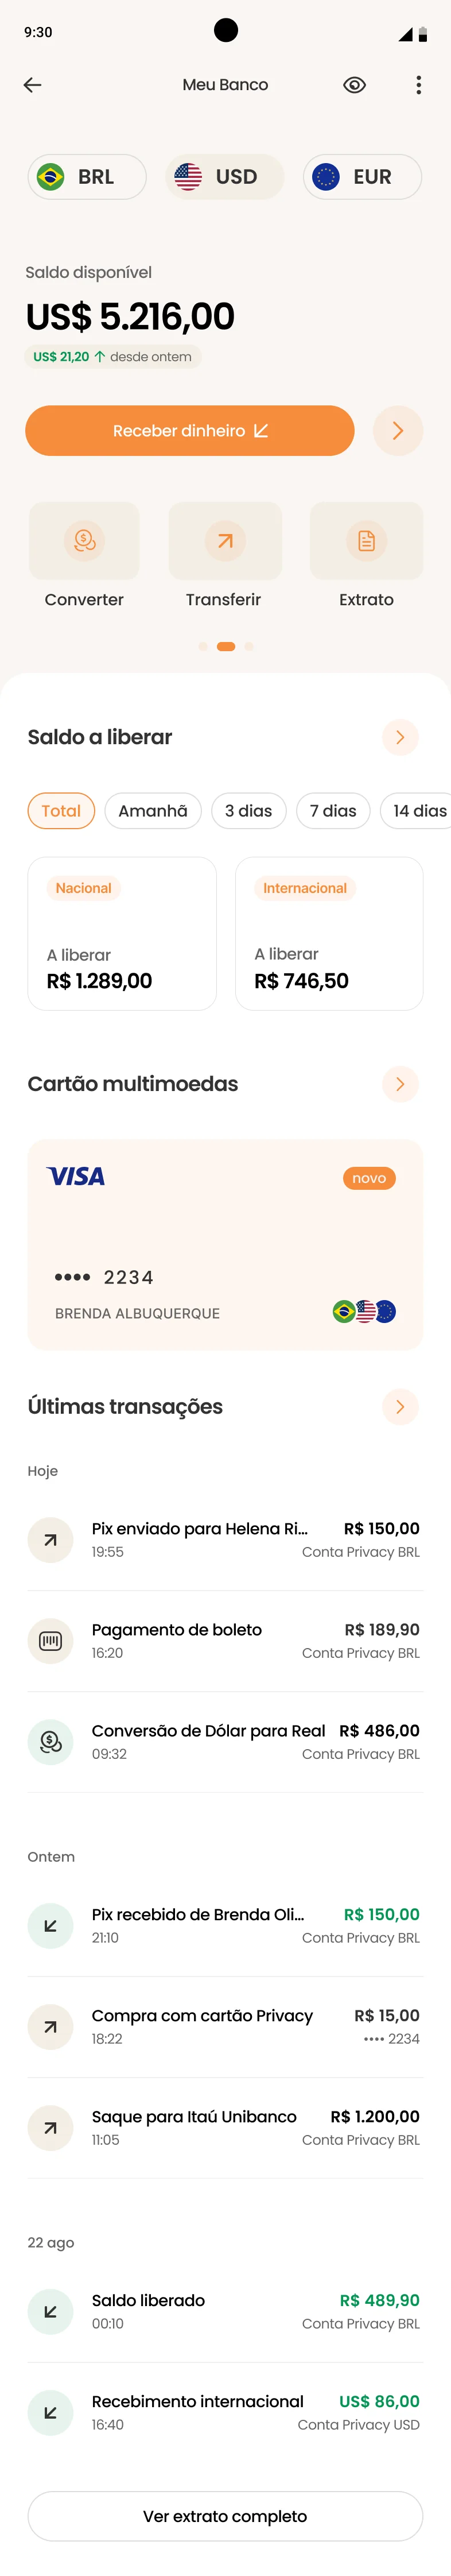 9:30
Meu Banco
BRL
USD
EUR
Saldo disponível
US$ 5.216,00
US$ 21,20 ↑ desde ontem
Receber dinheiro
Converter
Transferir
Extrato
Saldo a liberar
Total
Amanhã
3 dias
7 dias
14 dias
Nacional
A liberar
R$ 1.289,00
Internacional
A liberar
R$ 746,50
Cartão multimoedas
VISA
novo
•••• 2234
BRENDA ALBUQUERQUE
Últimas transações
Hoje
Pix enviado para Helena Ri... R$ 150,00
19:55 Conta Privacy BRL
Pagamento de boleto R$ 189,90
16:20 Conta Privacy BRL
Conversão de Dólar para Real R$ 486,00
09:32 Conta Privacy BRL
Ontem
Pix recebido de Brenda Oli... R$ 150,00
21:10 Conta Privacy BRL
Compra com cartão Privacy R$ 15,00
18:22 •••• 2234
Saque para Itaú Unibanco R$ 1.200,00
11:05 Conta Privacy BRL
22 ago
Saldo liberado R$ 489,90
00:10 Conta Privacy BRL
Recebimento internacional US$ 86,00
16:40 Conta Privacy USD
Ver extrato completo